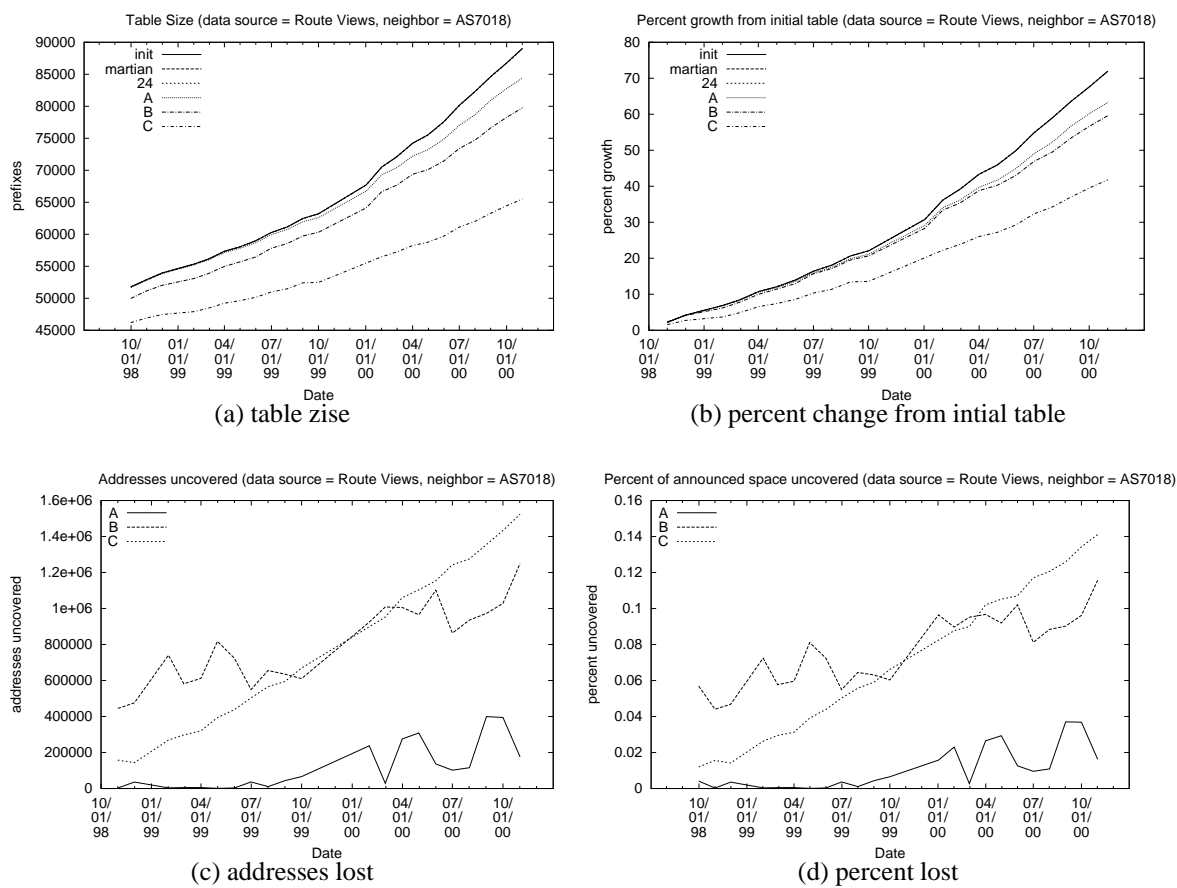 Table Size (data source = Route Views, neighbor = AS7018)
90000
85000
80000
75000
70000
65000
60000
55000
50000
45000
prefixes
init
martian
24
A
B
C
10/01/98
01/01/99
04/01/99
07/01/99
10/01/99
01/01/00
04/01/00
07/01/00
10/01/00
Date
(a) table zise
Percent growth from initial table (data source = Route Views, neighbor = AS7018)
80
70
60
50
40
30
20
10
0
percent growth
init
martian
24
A
B
C
10/01/98
01/01/99
04/01/99
07/01/99
10/01/99
01/01/00
04/01/00
07/01/00
10/01/00
Date
(b) percent change from intial table
Addresses uncovered (data source = Route Views, neighbor = AS7018)
1.6e+06
1.4e+06
1.2e+06
1e+06
800000
600000
400000
200000
0
addresses uncovered
A
B
C
10/01/98
01/01/99
04/01/99
07/01/99
10/01/99
01/01/00
04/01/00
07/01/00
10/01/00
Date
(c) addresses lost
Percent of announced space uncovered (data source = Route Views, neighbor = AS7018)
0.16
0.14
0.12
0.1
0.08
0.06
0.04
0.02
0
percent uncovered
A
B
C
10/01/98
01/01/99
04/01/99
07/01/99
10/01/99
01/01/00
04/01/00
07/01/00
10/01/00
Date
(d) percent lost